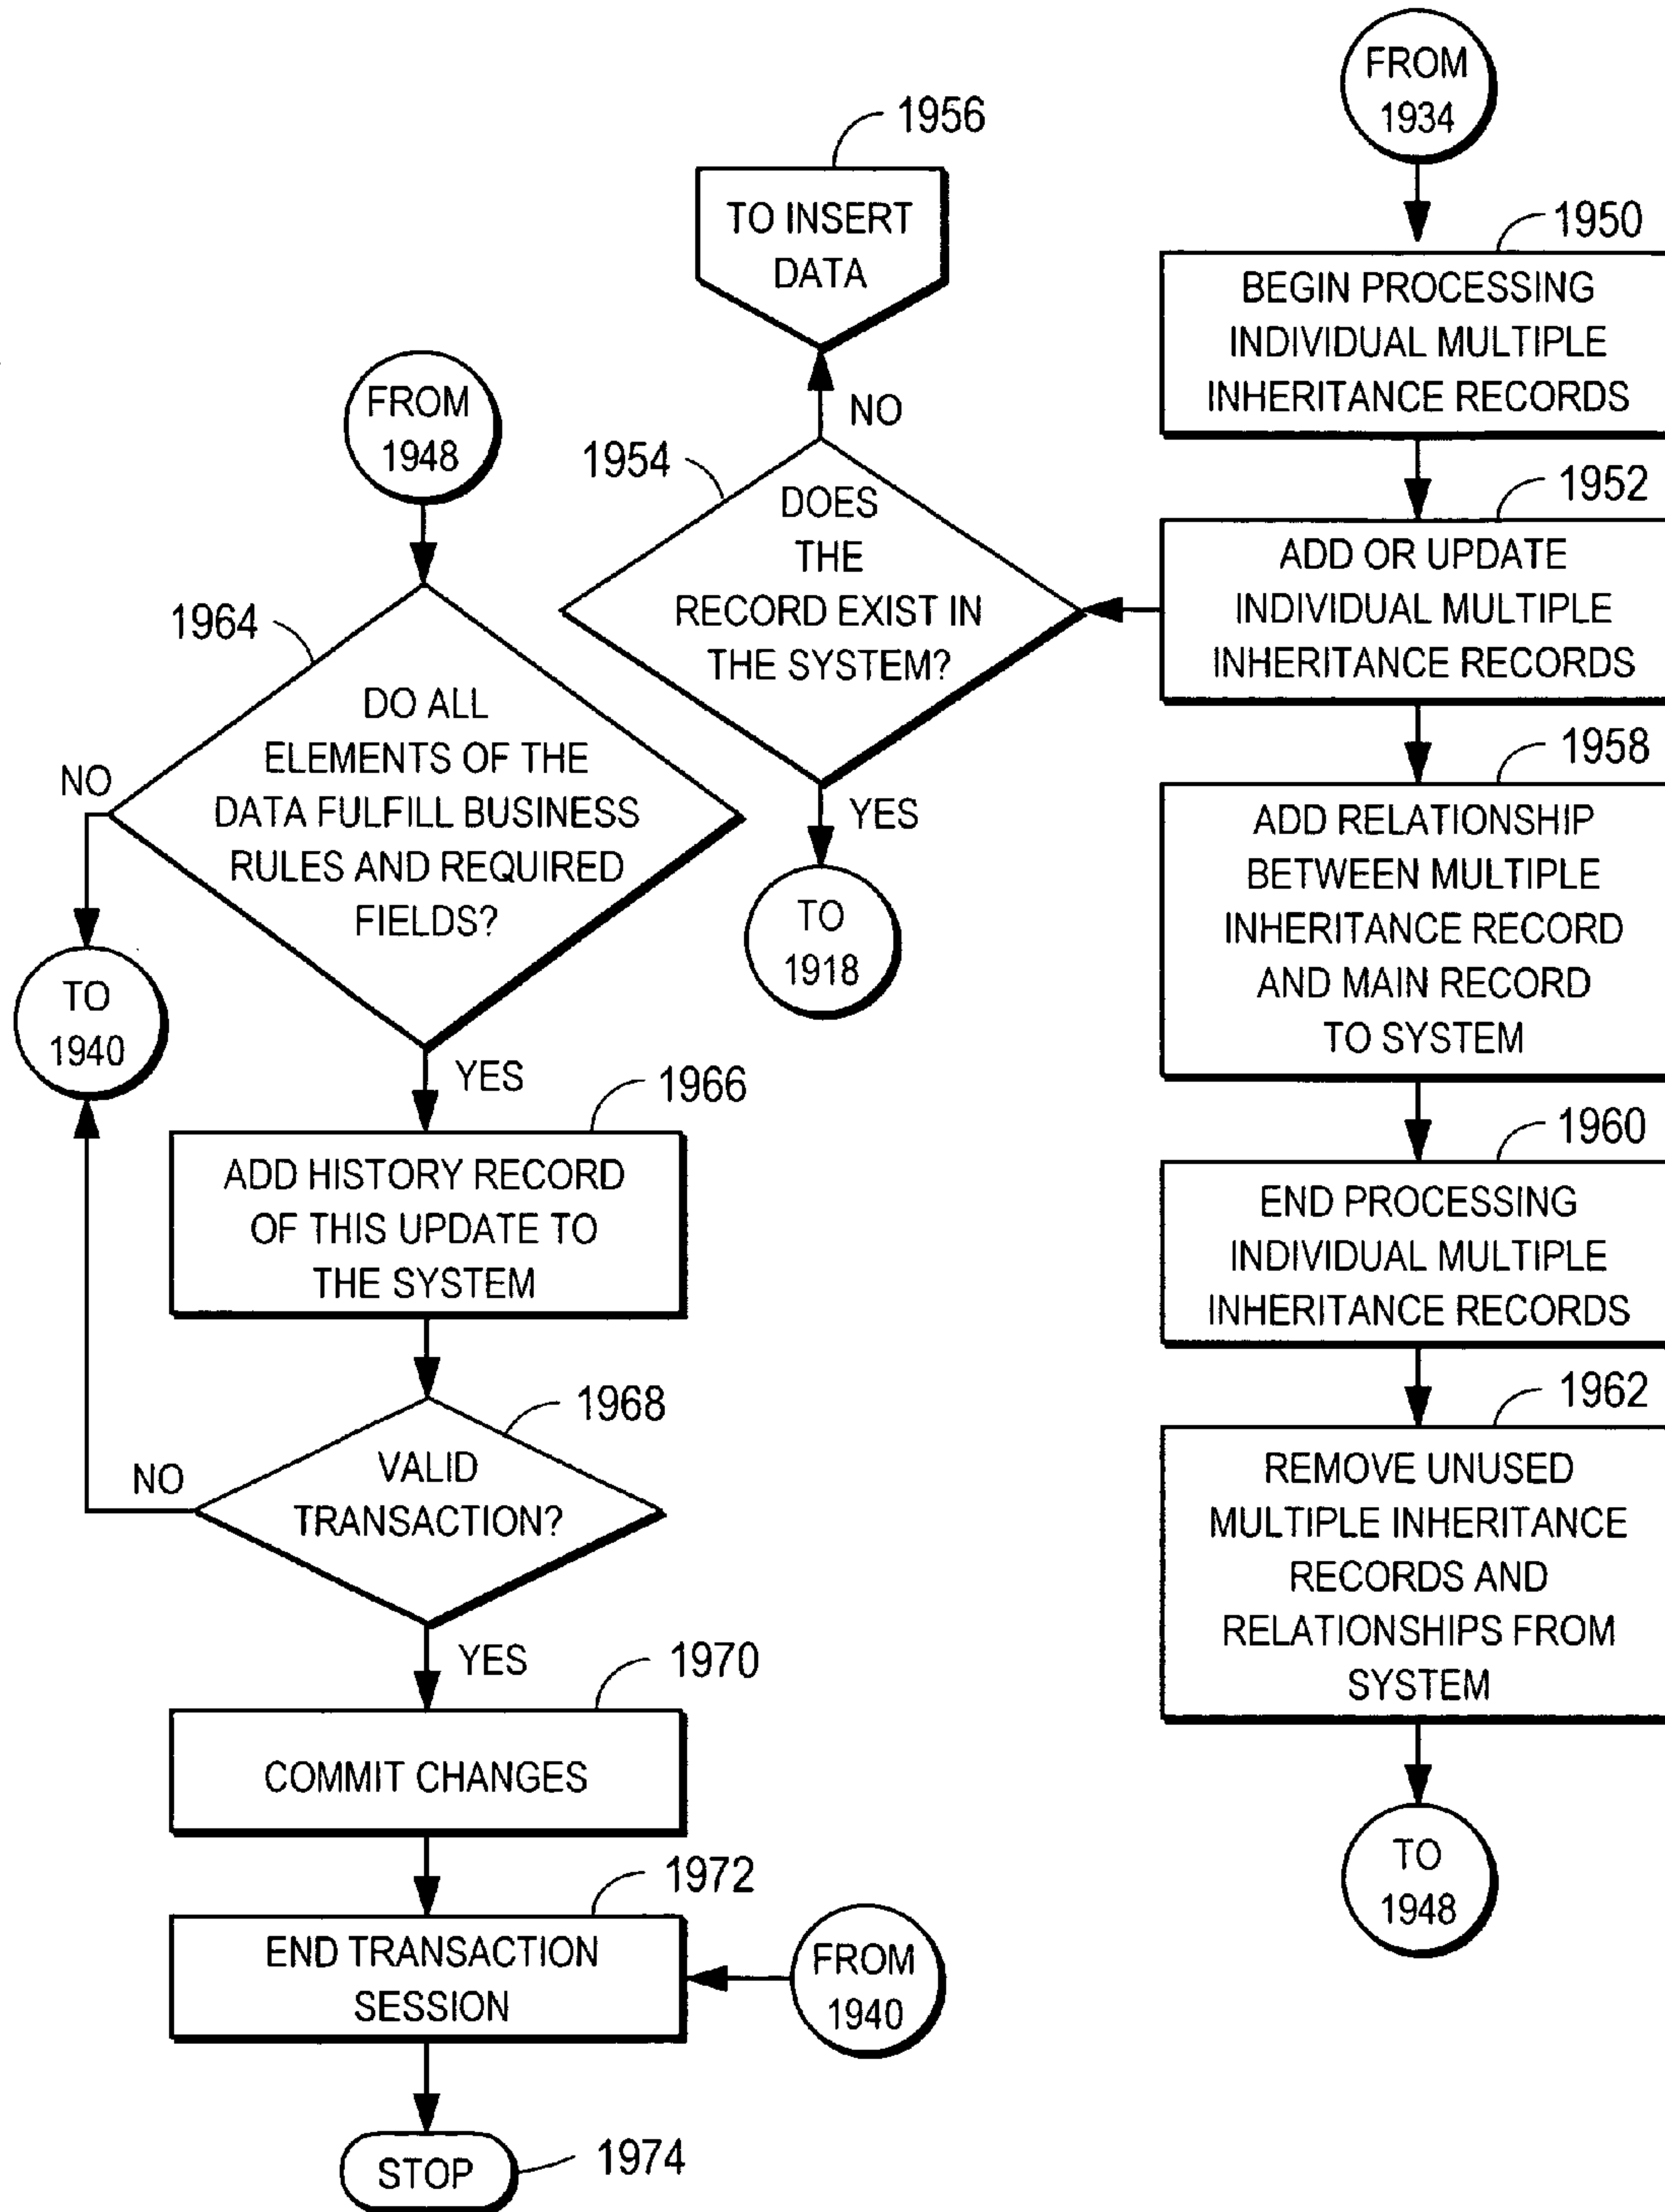 FROM
1934
1950
BEGIN PROCESSING
INDIVIDUAL MULTIPLE
INHERITANCE RECORDS
1952
ADD OR UPDATE
INDIVIDUAL MULTIPLE
INHERITANCE RECORDS
1954
DOES
THE
RECORD EXIST IN
THE SYSTEM?
NO
1956
TO INSERT
DATA
YES
TO
1918
1958
ADD RELATIONSHIP
BETWEEN MULTIPLE
INHERITANCE RECORD
AND MAIN RECORD
TO SYSTEM
1960
END PROCESSING
INDIVIDUAL MULTIPLE
INHERITANCE RECORDS
1962
REMOVE UNUSED
MULTIPLE INHERITANCE
RECORDS AND
RELATIONSHIPS FROM
SYSTEM
TO
1948
FROM
1948
1964
DO ALL
ELEMENTS OF THE
DATA FULFILL BUSINESS
RULES AND REQUIRED
FIELDS?
NO
TO
1940
YES
1966
ADD HISTORY RECORD
OF THIS UPDATE TO
THE SYSTEM
1968
VALID
TRANSACTION?
NO
YES
1970
COMMIT CHANGES
1972
END TRANSACTION
SESSION
FROM
1940
STOP
1974